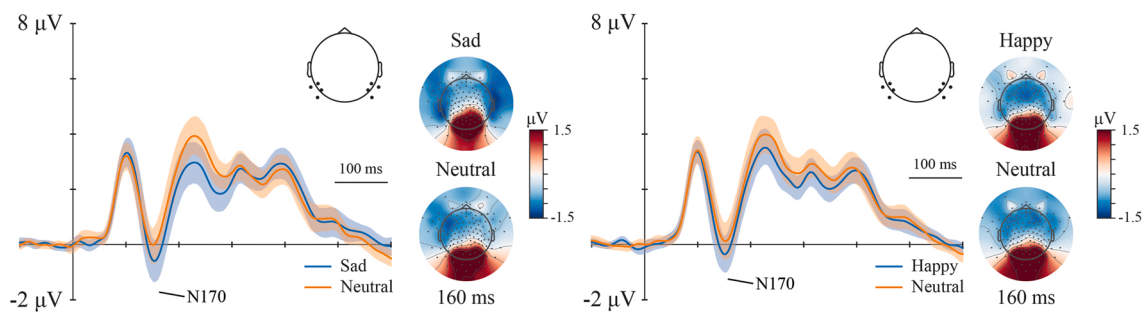 8 μV
Sad
μV
1.5
-1.5
Neutral
100 ms
Sad
Neutral
N170
160 ms
-2 μV
8 μV
Happy
μV
1.5
-1.5
Neutral
100 ms
Happy
Neutral
N170
160 ms
-2 μV